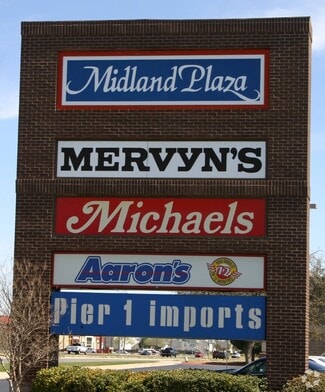 Midland Plaza
MERVYN'S
Michaels
Aaron's
Pier 1 imports